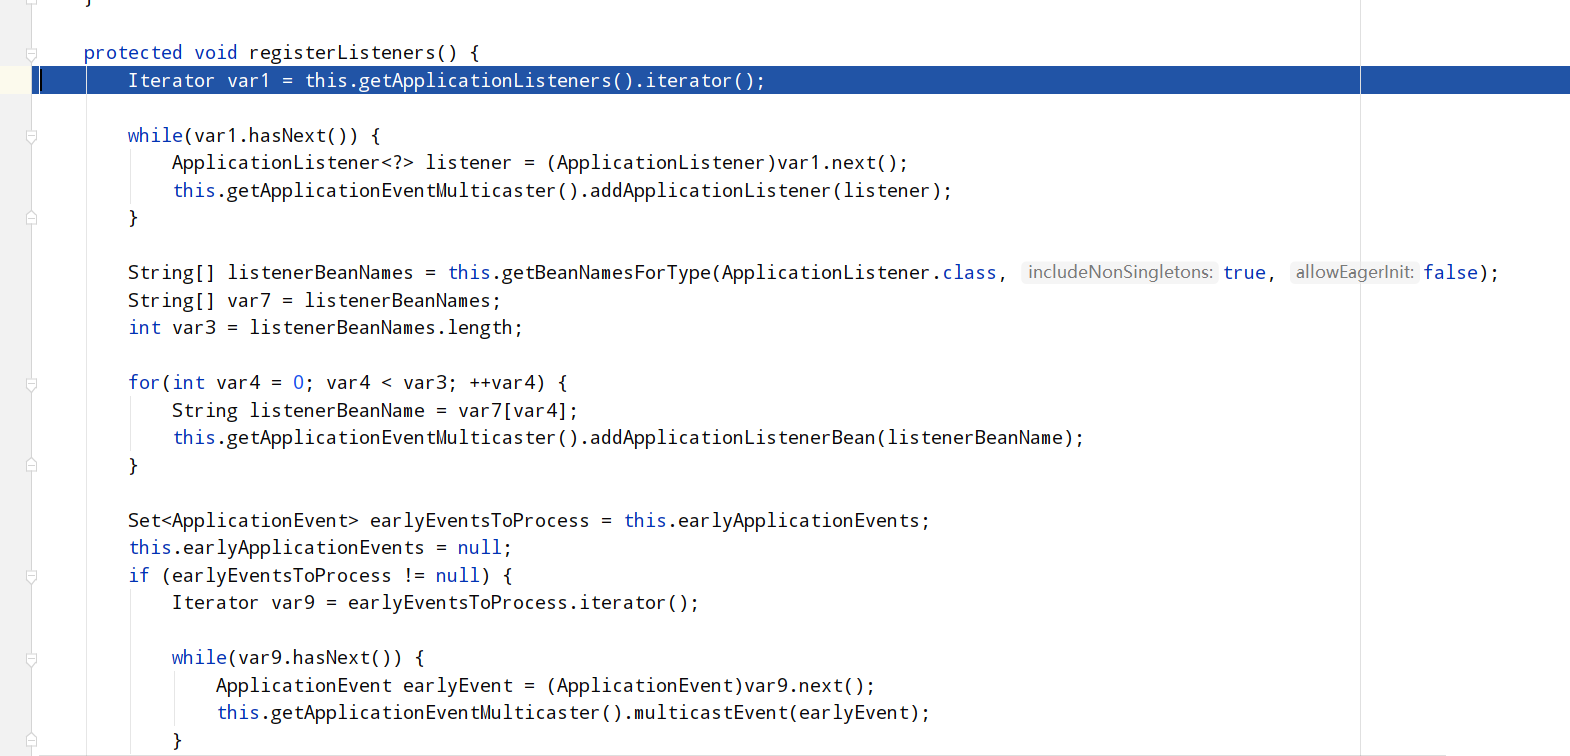 }
protected void registerListeners() {
Iterator var1 = this.getApplicationListeners().iterator();
while(var1.hasNext()) {
ApplicationListener<?> listener = (ApplicationListener)var1.next();
this.getApplicationEventMulticaster().addApplicationListener(listener);
}
String[] listenerBeanNames = this.getBeanNamesForType(ApplicationListener.class, includeNonSingletons: true, allowEagerInit: false);
String[] var7 = listenerBeanNames;
int var3 = listenerBeanNames.length;
for(int var4 = 0; var4 < var3; ++var4) {
String listenerBeanName = var7[var4];
this.getApplicationEventMulticaster().addApplicationListenerBean(listenerBeanName);
}
Set<ApplicationEvent> earlyEventsToProcess = this.earlyApplicationEvents;
this.earlyApplicationEvents = null;
if (earlyEventsToProcess != null) {
Iterator var9 = earlyEventsToProcess.iterator();
while(var9.hasNext()) {
ApplicationEvent earlyEvent = (ApplicationEvent)var9.next();
this.getApplicationEventMulticaster().multicastEvent(earlyEvent);
}